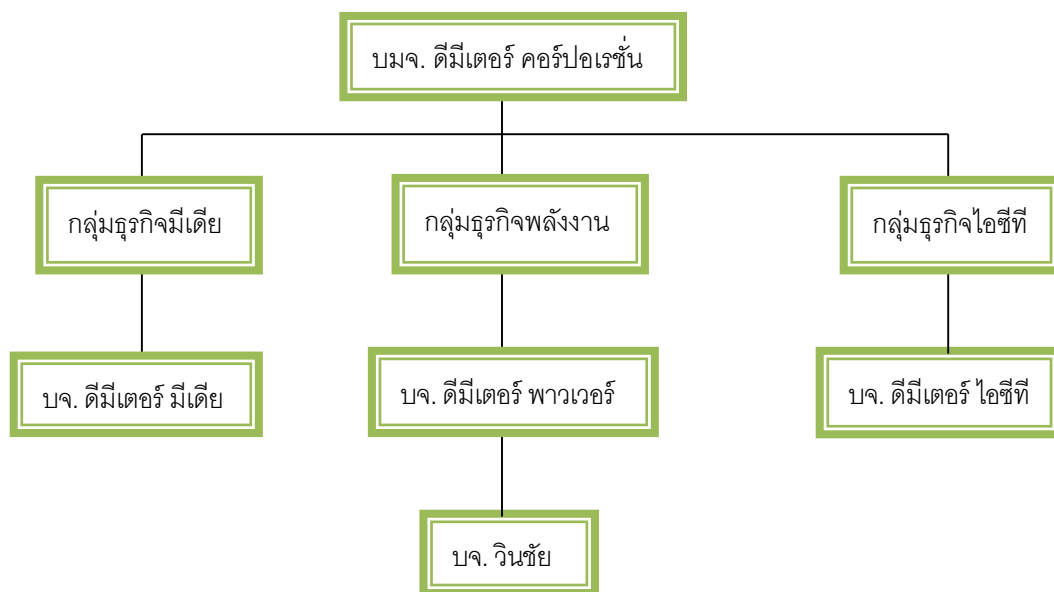 บมจ. ดีมีเตอร์ คอร์ปอเรชั่น
กลุ่มธุรกิจมีเดีย
กลุ่มธุรกิจพลังงาน
กลุ่มธุรกิจไอซีที
บจ. ดีมีเตอร์ มีเดีย
บจ. ดีมีเตอร์ พาวเวอร์
บจ. ดีมีเตอร์ ไอซีที
บจ. วินชัย